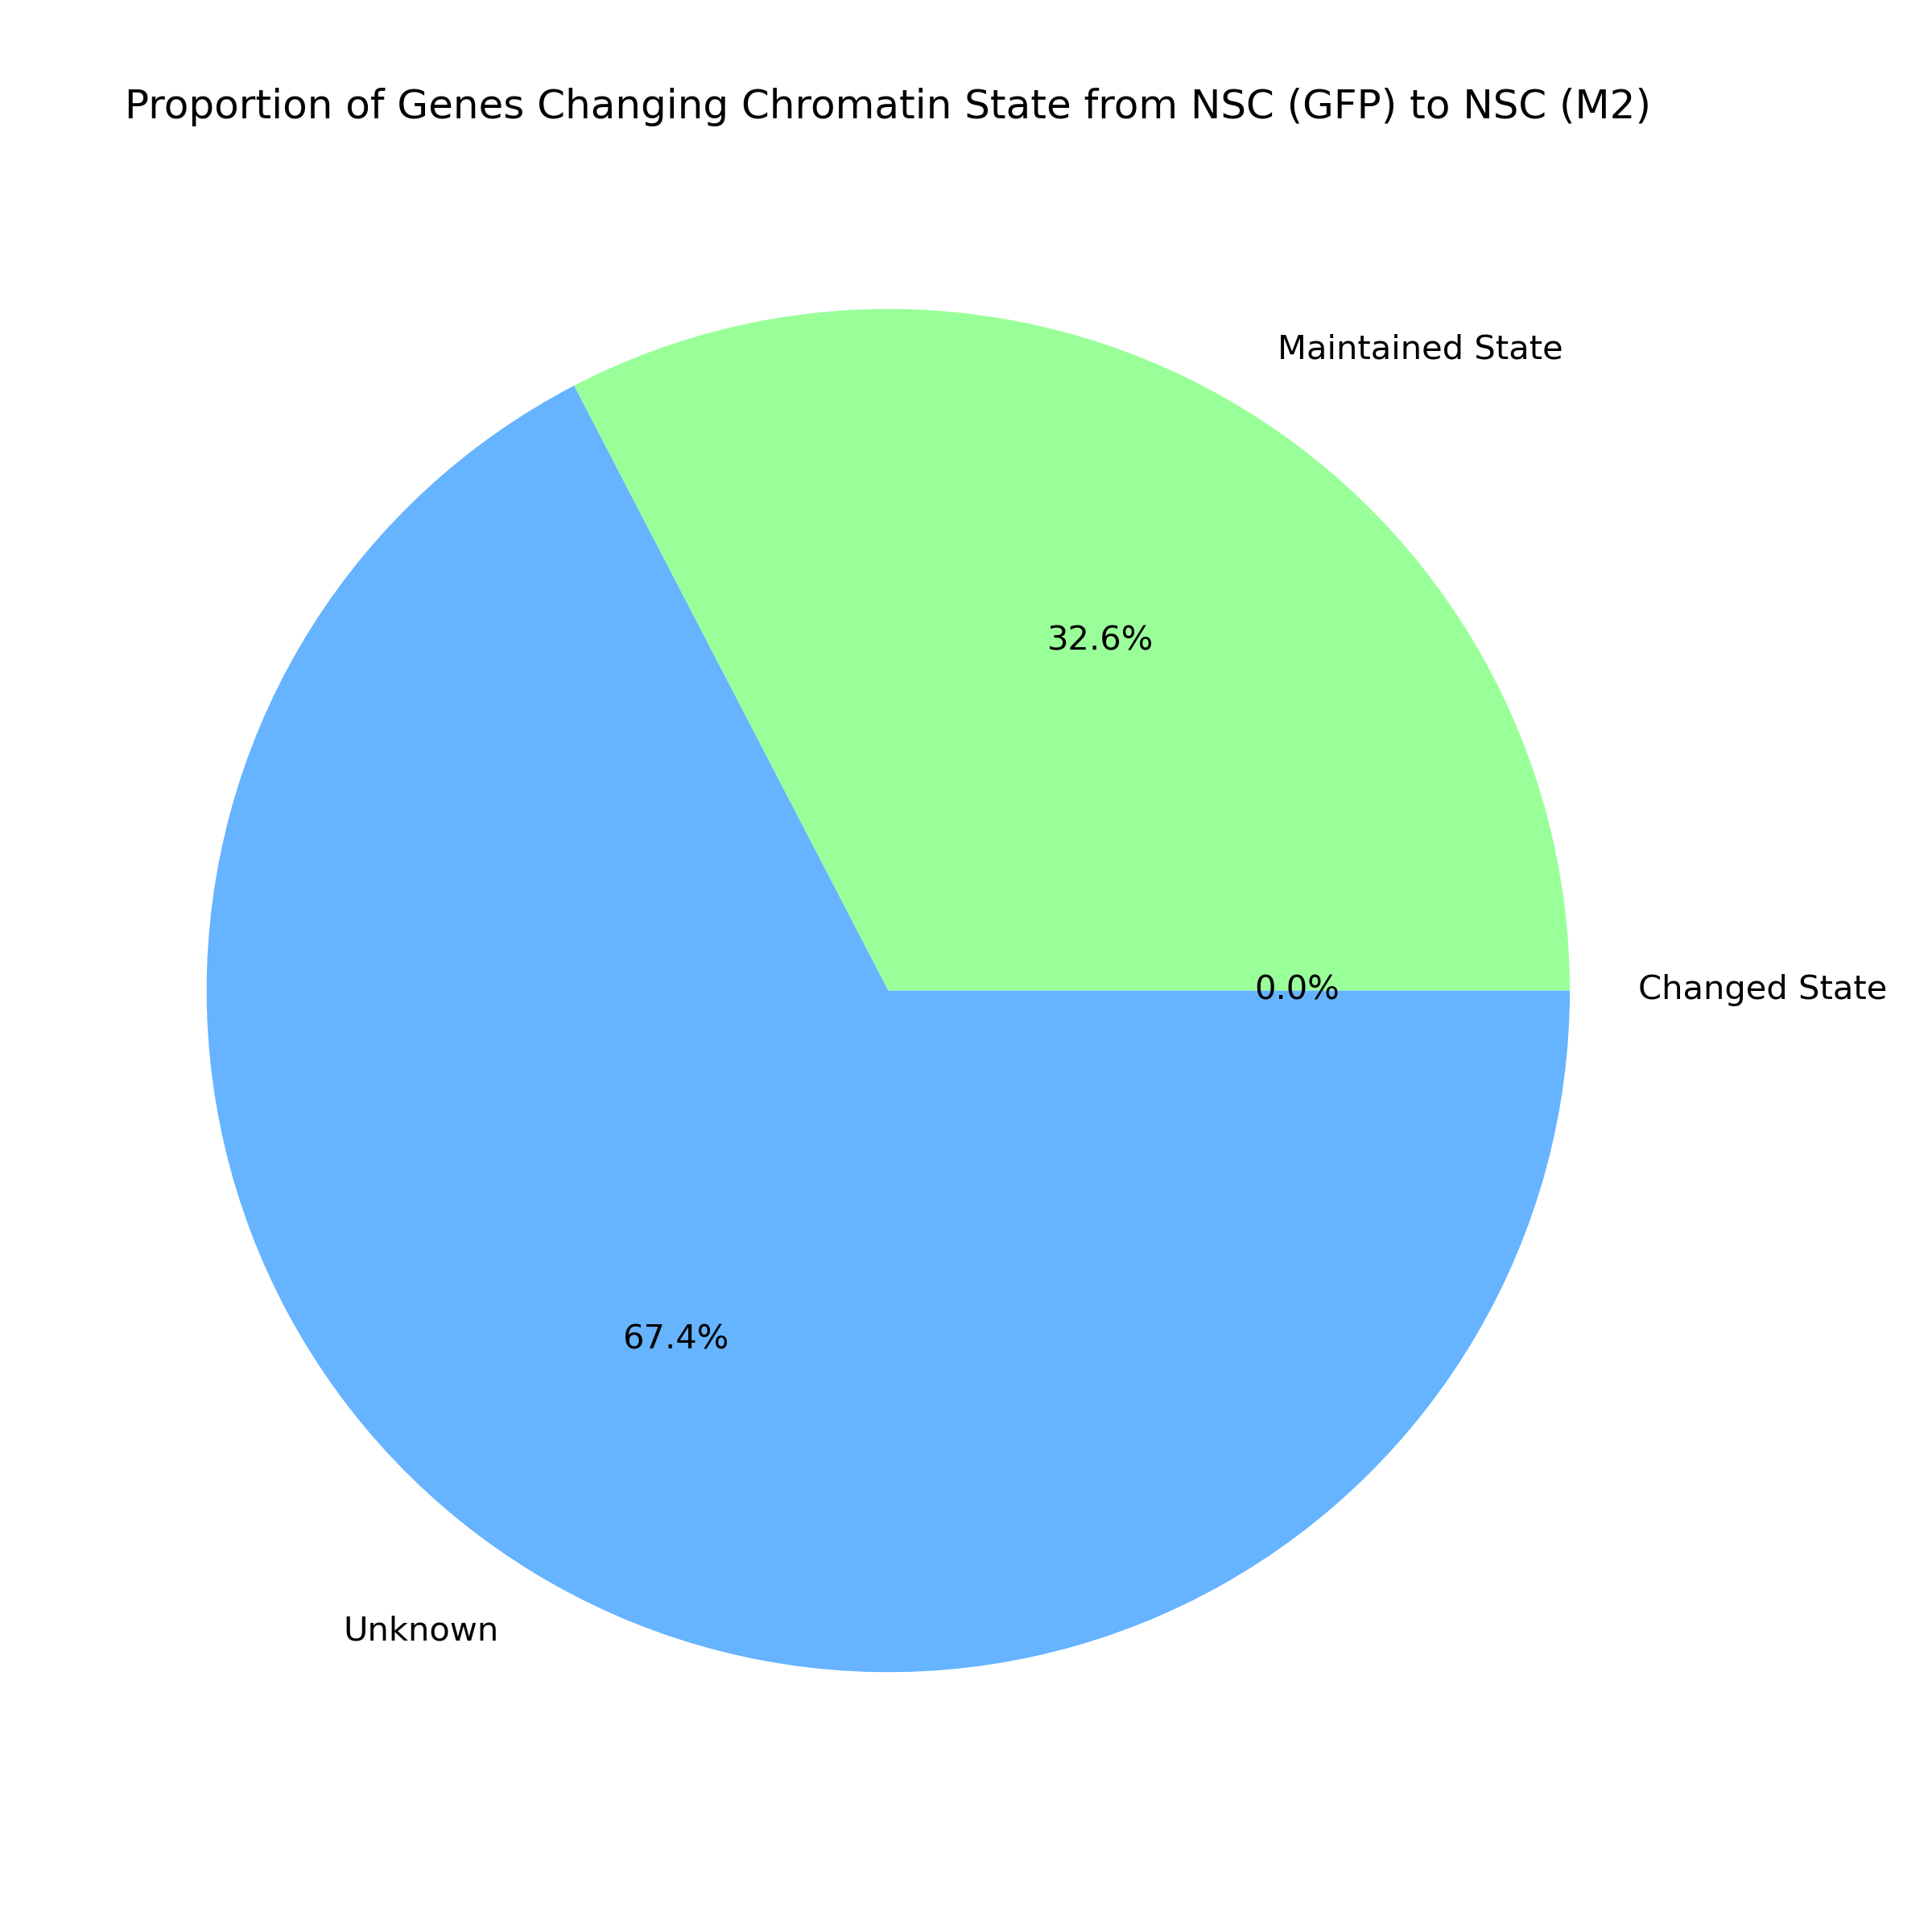 Proportion of Genes Changing Chromatin State from NSC (GFP) to NSC (M2)
Maintained State
32.6%
0.0%
Changed State
67.4%
Unknown